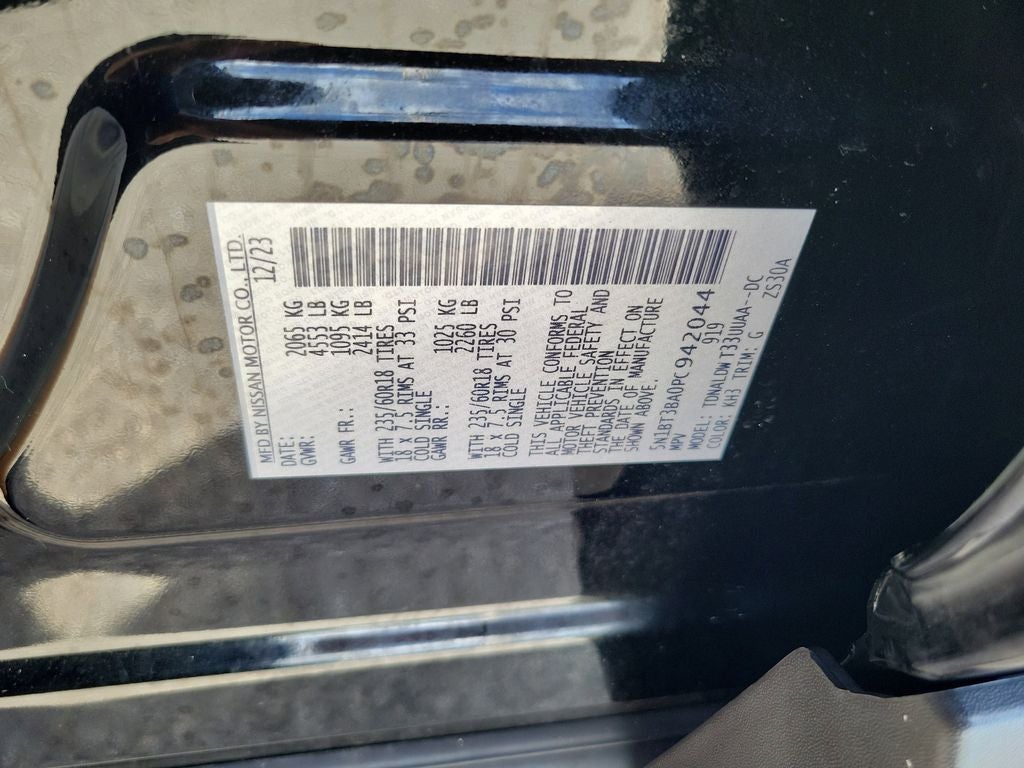 MFD BY NISSAN MOTOR CO., LTD.
DATE: 12/23
GVWR: 2065 KG
4553 LB
GAWR FR.: 1095 KG
2414 LB
WITH 235/60R18 TIRES
18 x 7.5 RIMS AT 33 PSI
COLD SINGLE
GAWR RR.: 1025 KG
2260 LB
WITH 235/60R18 TIRES
18 x 7.5 RIMS AT 30 PSI
COLD SINGLE
THIS VEHICLE CONFORMS TO
ALL APPLICABLE FEDERAL
MOTOR VEHICLE SAFETY AND
THEFT PREVENTION
STANDARDS IN EFFECT ON
THE DATE OF MANUFACTURE
SHOWN ABOVE.
5N1BT3BA0PC942044
MPV 9319
MODEL: TDNALDWT33UUAA--DC
COLOR: KH3 TRIM: G ZS30A